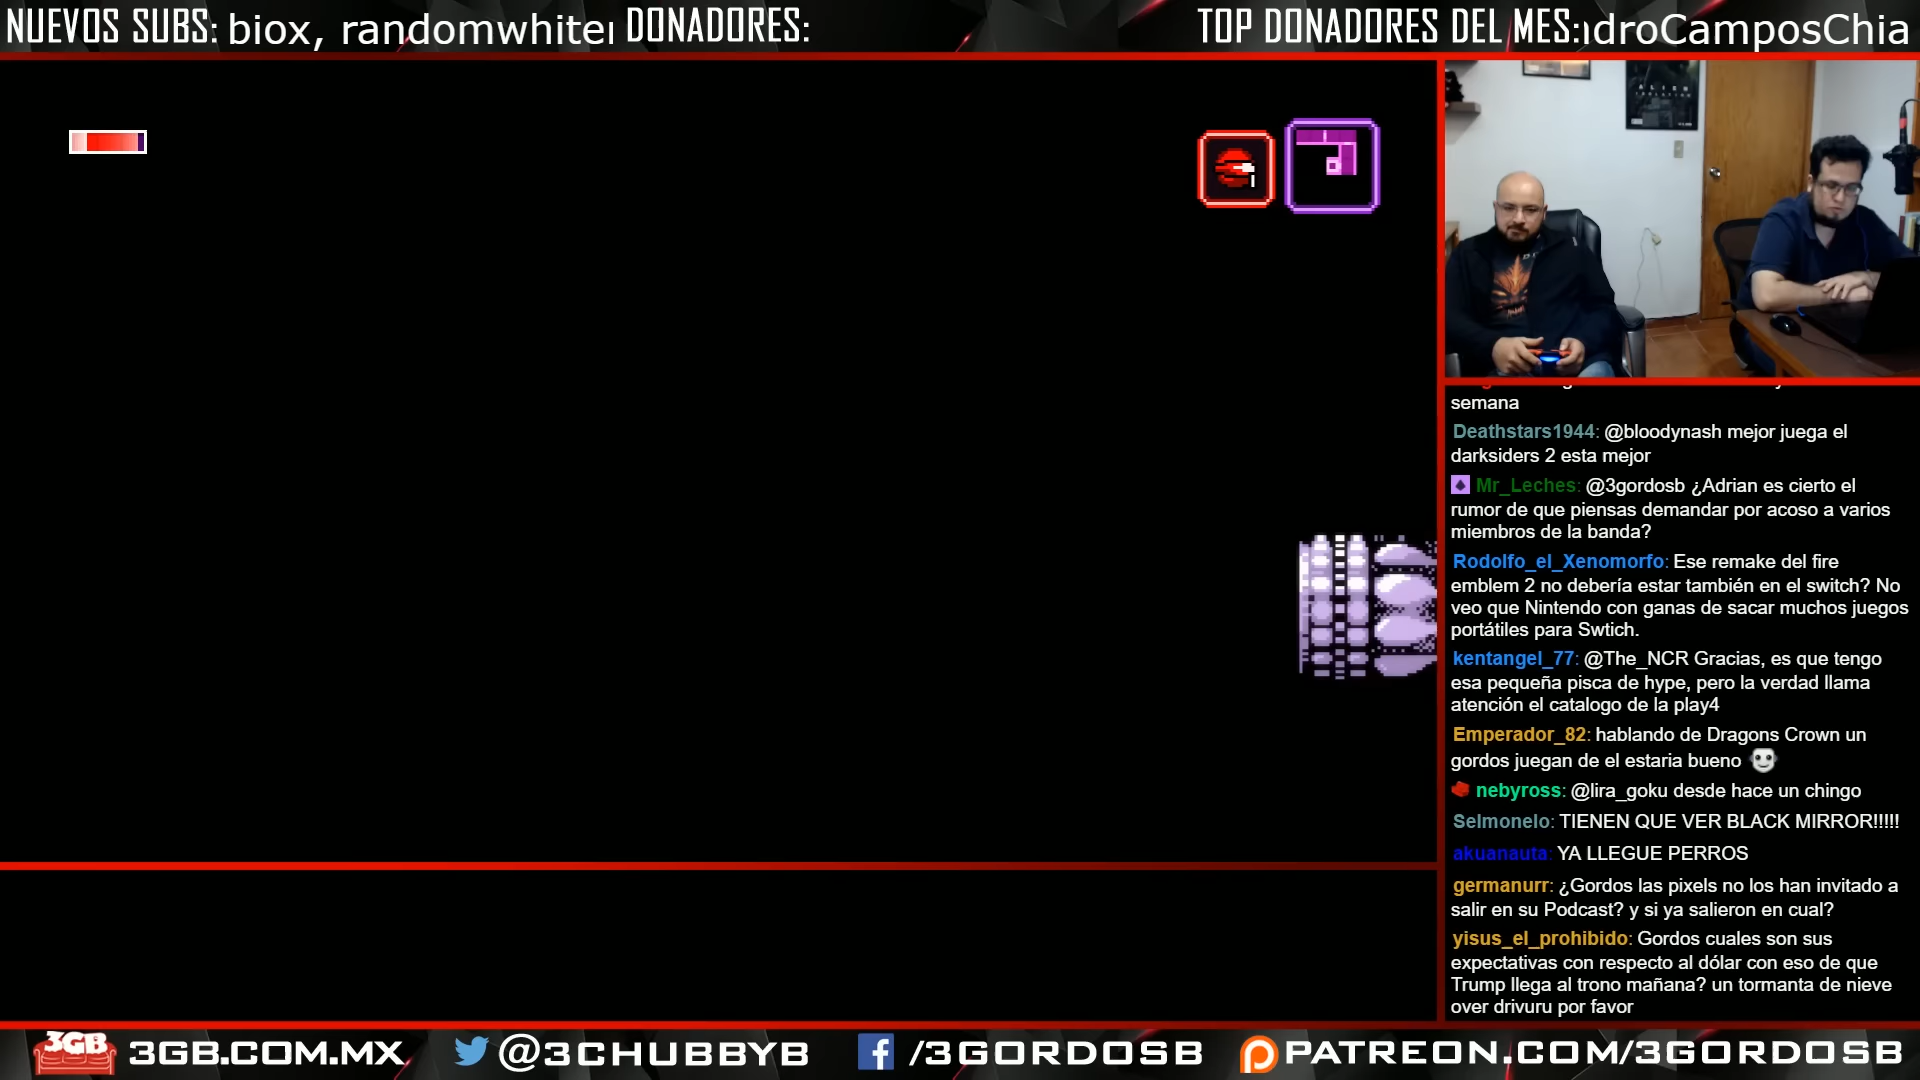 NUEVOS SUBS: biox, randomwhite DONADORES: TOP DONADORES DEL MES: droCamposChia
ALIEN
semana
Deathstars1944: @bloodynash mejor juega el
darksiders 2 esta mejor
Mr_Leches: @3gordosb ¿Adrian es cierto el
rumor de que piensas demandar por acoso a varios
miembros de la banda?
Rodolfo_el_Xenomorfo: Ese remake del fire
emblem 2 no debería estar también en el switch? No
veo que Nintendo con ganas de sacar muchos juegos
portátiles para Swtich.
kentangel_77: @The_NCR Gracias, es que tengo
esa pequeña pisca de hype, pero la verdad llama
atención el catalogo de la play4
Emperador_82: hablando de Dragons Crown un
gordos juegan de el estaria bueno
nebyross: @lira_goku desde hace un chingo
Selmonelo: TIENEN QUE VER BLACK MIRROR!!!!!
akuanauta: YA LLEGUE PERROS
germanurr: ¿Gordos las pixels no los han invitado a
salir en su Podcast? y si ya salieron en cual?
yisus_el_prohibido: Gordos cuales son sus
expectativas con respecto al dólar con eso de que
Trump llega al trono mañana? un tormanta de nieve
over drivuru por favor
3GB 3GB.COM.MX @3CHUBBYB /3GORDOSB PATREON.COM/3GORDOSB